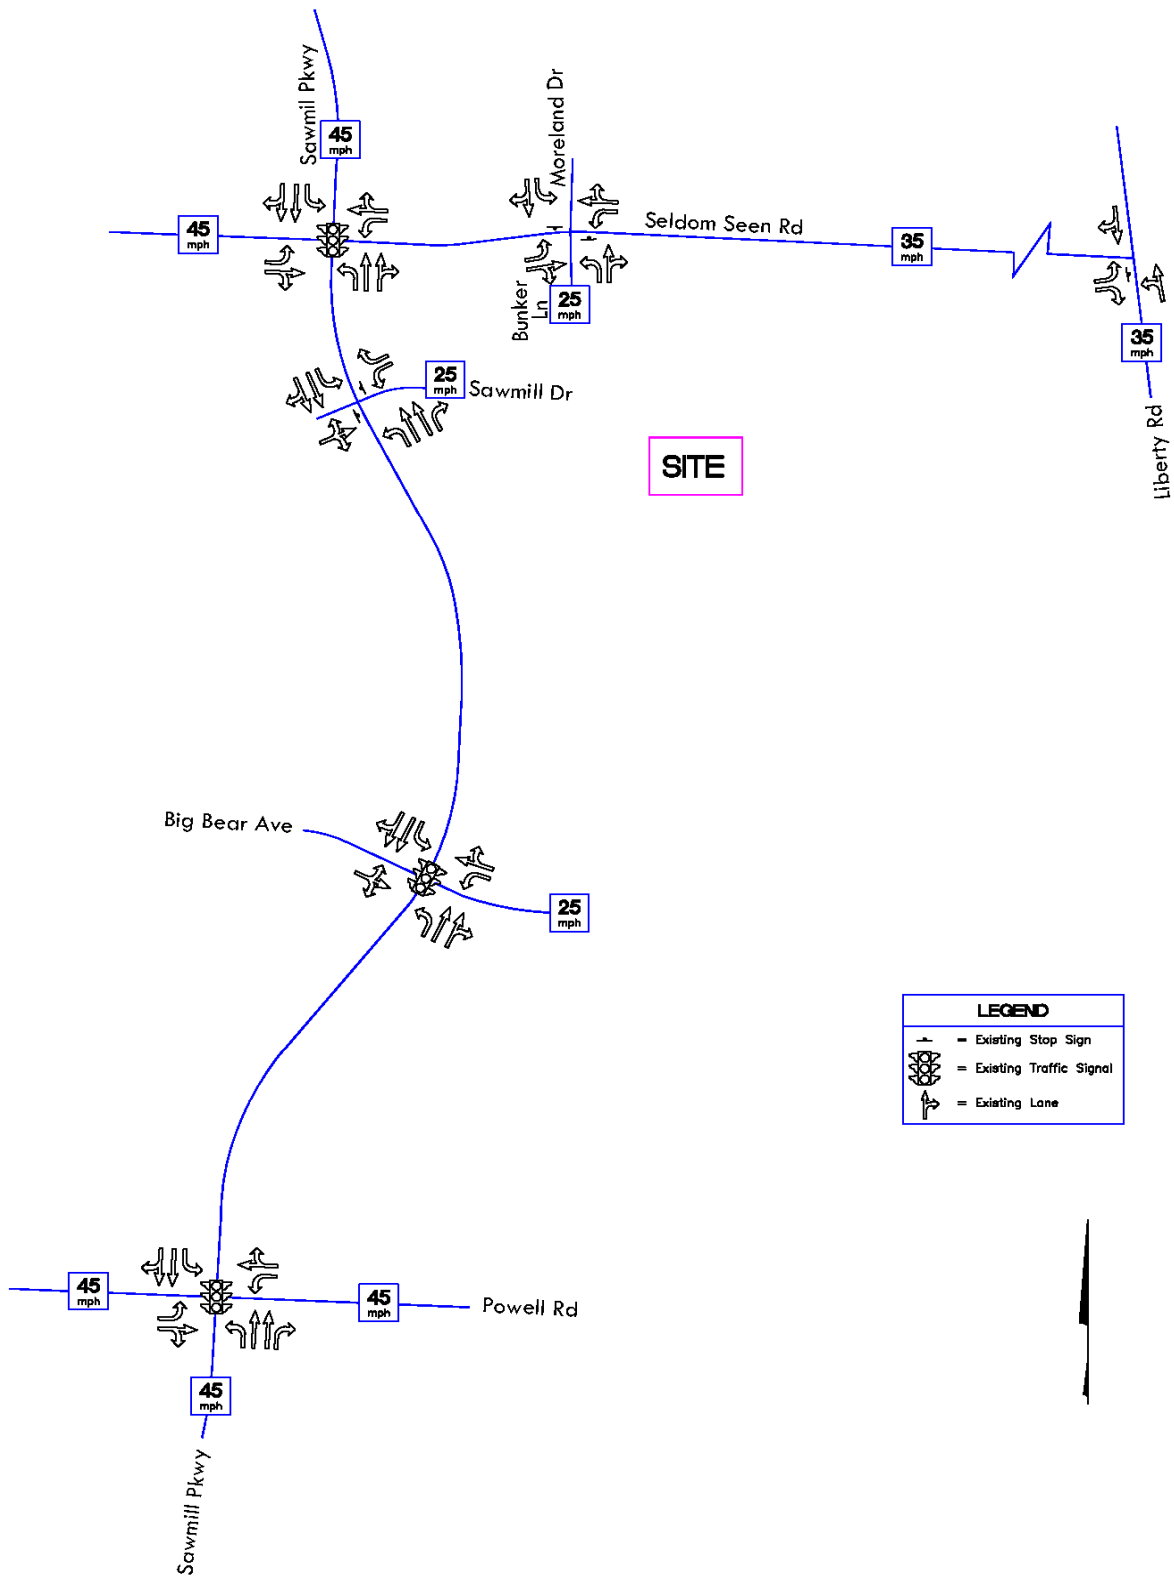 Sawmil Pkwy
45
mph
Moreland Dr
45
mph
Seldom Seen Rd
35
mph
Bunker
Ln
25
mph
35
mph
25
mph
Sawmill Dr
Liberty Rd
SITE
Big Bear Ave
25
mph
LEGEND
= Existing Stop Sign
= Existing Traffic Signal
= Existing Lane
45
mph
45
mph
Powell Rd
45
mph
Sawmill Pkwy